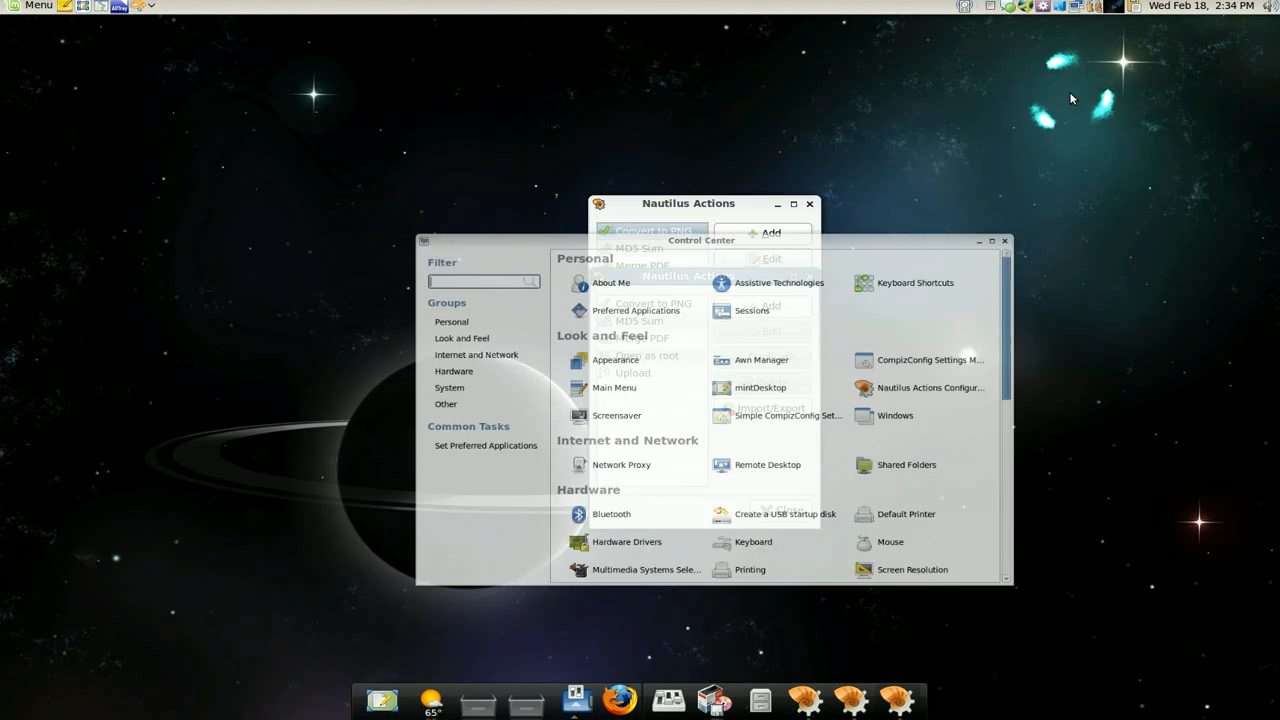 Menu
AllTray
Wed Feb 18, 2:34 PM
Nautilus Actions
Convert to PNG
Add
MD5 Sum
Edit
Merge PDF
Control Center
Filter
Groups
Personal
Look and Feel
Internet and Network
Hardware
System
Other
Common Tasks
Set Preferred Applications
Personal
About Me
Assistive Technologies
Keyboard Shortcuts
Preferred Applications
Sessions
Look and Feel
Appearance
Awn Manager
CompizConfig Settings M...
Main Menu
mintDesktop
Nautilus Actions Configur...
Screensaver
Simple CompizConfig Set...
Windows
Internet and Network
Network Proxy
Remote Desktop
Shared Folders
Hardware
Bluetooth
Create a USB startup disk
Default Printer
Hardware Drivers
Keyboard
Mouse
Multimedia Systems Sele...
Printing
Screen Resolution
Nautilus Actions
Convert to PNG
Add
MD5 Sum
Edit
Merge PDF
Open as root
Upload
Import/Export
Close
65°